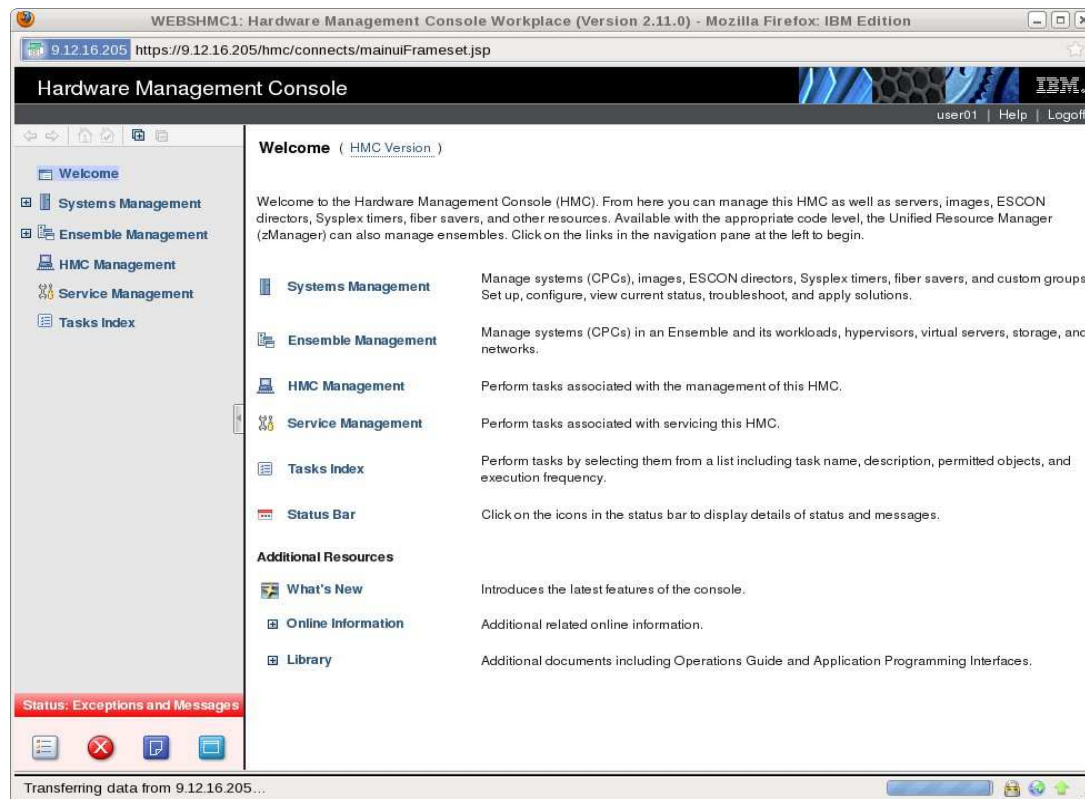 WEBSHMC1: Hardware Management Console Workplace (Version 2.11.0) - Mozilla Firefox: IBM Edition
9.12.16.205 https://9.12.16.205/hmc/connects/mainuiFrameset.jsp
Hardware Management Console
IBM.
user01 | Help | Logoff
Welcome
Systems Management
Ensemble Management
HMC Management
Service Management
Tasks Index
Status: Exceptions and Messages
Welcome ( HMC Version )
Welcome to the Hardware Management Console (HMC). From here you can manage this HMC as well as servers, images, ESCON
directors, Sysplex timers, fiber savers, and other resources. Available with the appropriate code level, the Unified Resource Manager
(zManager) can also manage ensembles. Click on the links in the navigation pane at the left to begin.
Systems Management
Manage systems (CPCs), images, ESCON directors, Sysplex timers, fiber savers, and custom groups
Set up, configure, view current status, troubleshoot, and apply solutions.
Ensemble Management
Manage systems (CPCs) in an Ensemble and its workloads, hypervisors, virtual servers, storage, and
networks.
HMC Management
Perform tasks associated with the management of this HMC.
Service Management
Perform tasks associated with servicing this HMC.
Tasks Index
Perform tasks by selecting them from a list including task name, description, permitted objects, and
execution frequency.
Status Bar
Click on the icons in the status bar to display details of status and messages.
Additional Resources
What's New
Introduces the latest features of the console.
Online Information
Additional related online information.
Library
Additional documents including Operations Guide and Application Programming Interfaces.
Transferring data from 9.12.16.205...